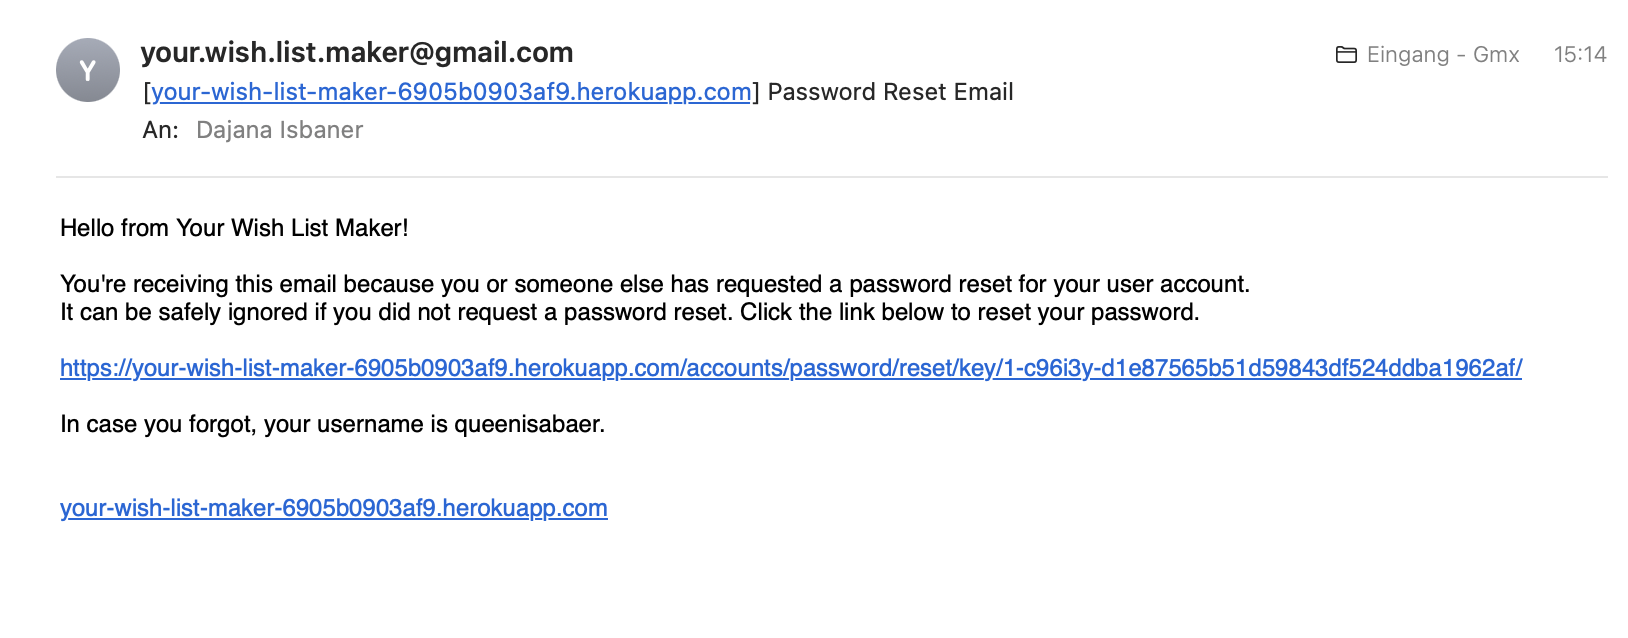 Y
your.wish.list.maker@gmail.com
Eingang - Gmx 15:14
[your-wish-list-maker-6905b0903af9.herokuapp.com] Password Reset Email
An: Dajana Isbaner
Hello from Your Wish List Maker!
You're receiving this email because you or someone else has requested a password reset for your user account.
It can be safely ignored if you did not request a password reset. Click the link below to reset your password.
https://your-wish-list-maker-6905b0903af9.herokuapp.com/accounts/password/reset/key/1-c96i3y-d1e87565b51d59843df524ddba1962af/
In case you forgot, your username is queenisabaer.
your-wish-list-maker-6905b0903af9.herokuapp.com